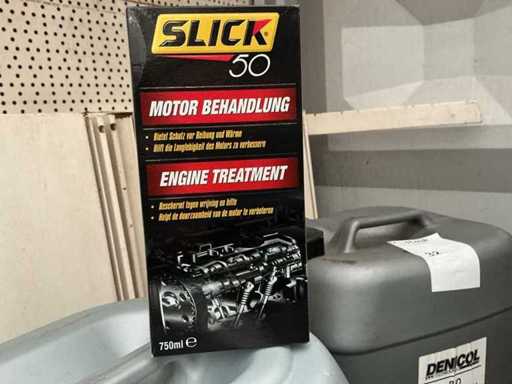 SLICK
50
MOTOR BEHANDLUNG
• Bietet Schutz vor Reibung und Wärme
• Hilft die Langlebigkeit des Motors zu verbessern
ENGINE TREATMENT
• Beschermt tegen wrijving en hitte
• Helpt de duurzaamheid van de motor te verbeteren
750ml e
32
DENICOL